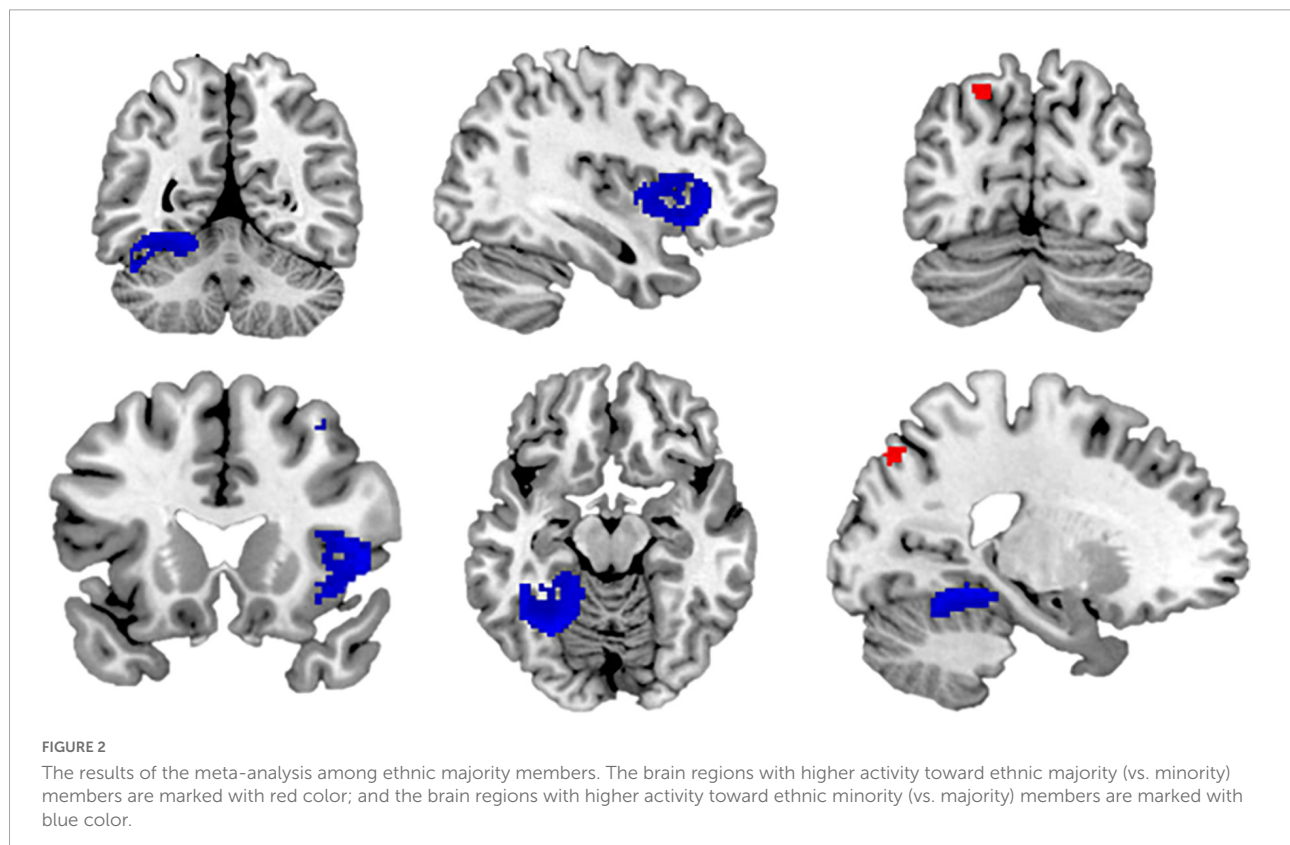 FIGURE 2
The results of the meta-analysis among ethnic majority members. The brain regions with higher activity toward ethnic majority (vs. minority)
members are marked with red color; and the brain regions with higher activity toward ethnic minority (vs. majority) members are marked with
blue color.